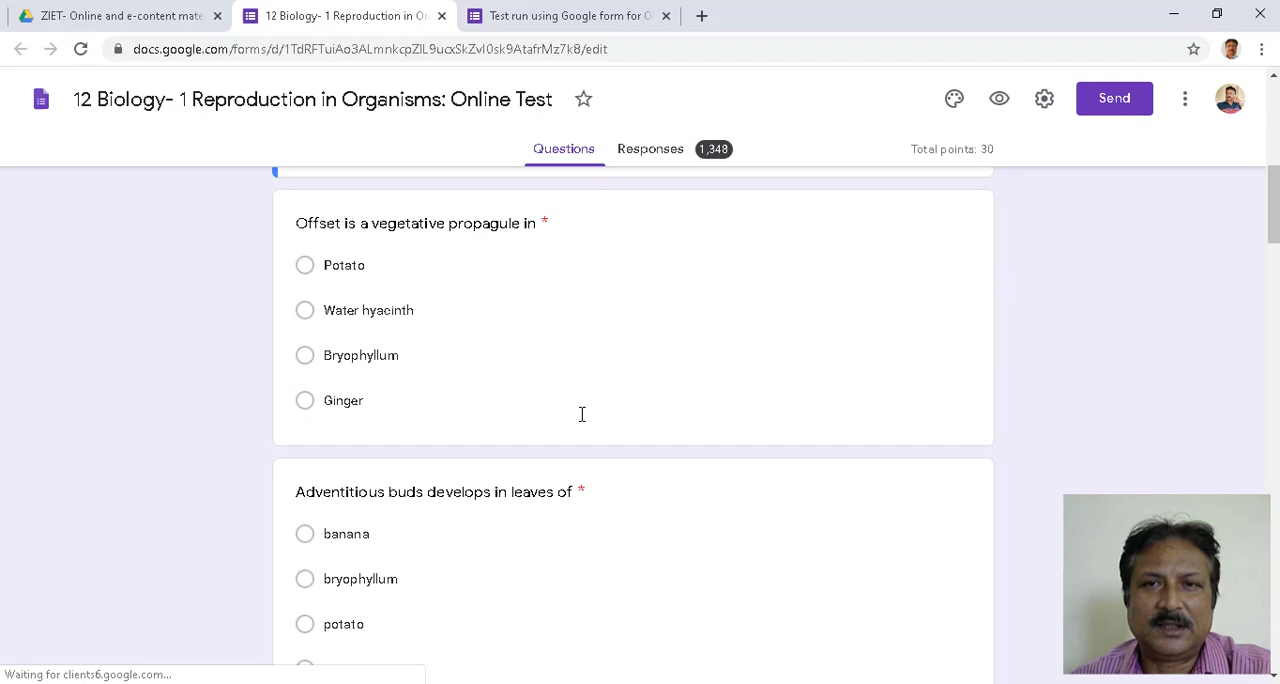 ZIET- Online and e-content mate
12 Biology- 1 Reproduction in Or
Test run using Google form for O
docs.google.com/forms/d/1TdRFTuiAo3ALmnkcpZlL9ucxSkZvI0sk9AtafrMz7k8/edit
12 Biology- 1 Reproduction in Organisms: Online Test
Send
Questions
Responses 1,348
Total points: 30
Offset is a vegetative propagule in *
Potato
Water hyacinth
Bryophyllum
Ginger
Adventitious buds develops in leaves of *
banana
bryophyllum
potato
Waiting for clients6.google.com...